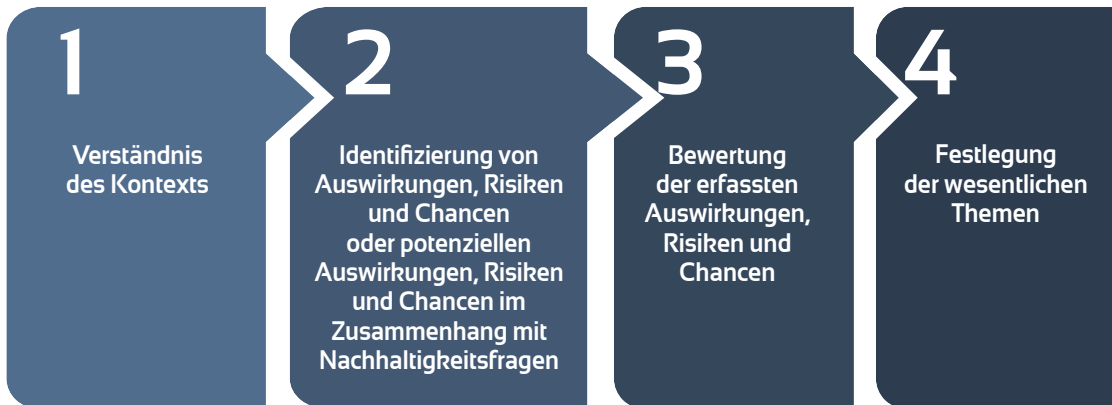 1
Verständnis
des Kontexts
2
Identifizierung von
Auswirkungen, Risiken
und Chancen
oder potenziellen
Auswirkungen, Risiken
und Chancen im
Zusammenhang mit
Nachhaltigkeitsfragen
3
Bewertung
der erfassten
Auswirkungen,
Risiken und
Chancen
4
Festlegung
der wesentlichen
Themen